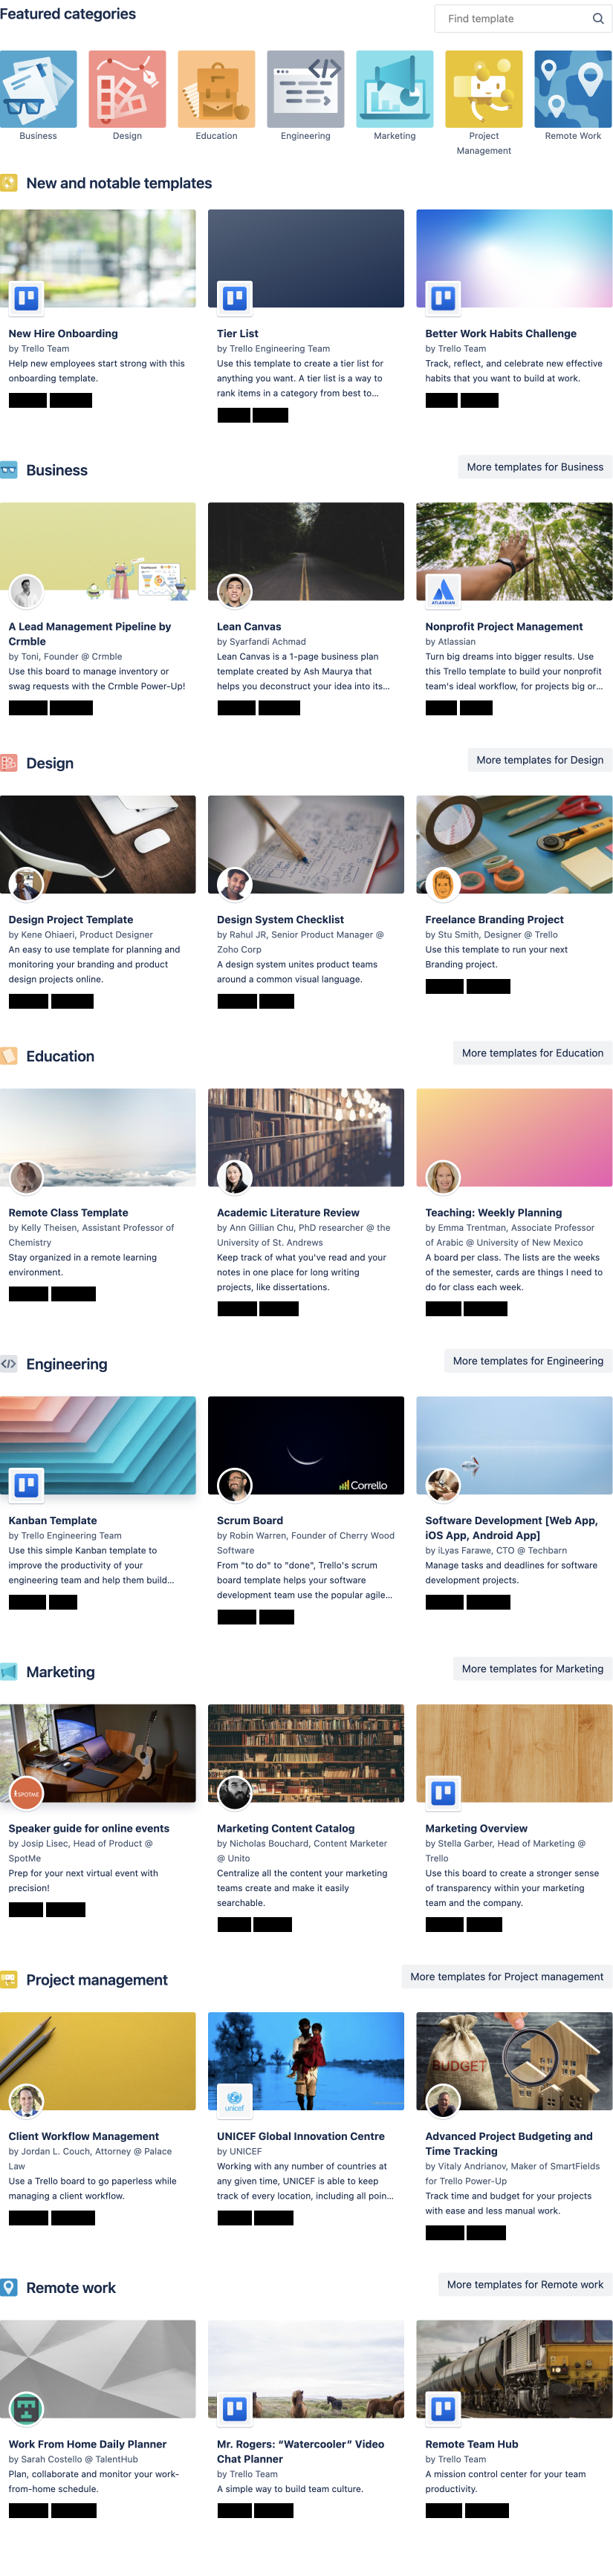 Featured categories
Find template
Business
Design
Education
Engineering
Marketing
Project
Management
Remote Work
New and notable templates
New Hire Onboarding
by Trello Team
Help new employees start strong with this
onboarding template.
Tier List
by Trello Engineering Team
Use this template to create a tier list for
anything you want. A tier list is a way to
rank items in a category from best to...
Better Work Habits Challenge
by Trello Team
Track, reflect, and celebrate new effective
habits that you want to build at work.
Business
More templates for Business
A Lead Management Pipeline by
Crmble
by Toni, Founder @ Crmble
Use this board to manage inventory or
swag requests with the Crmble Power-Up!
Lean Canvas
by Syarfandi Achmad
Lean Canvas is a 1-page business plan
template created by Ash Maurya that
helps you deconstruct your idea into its...
ATLASSIAN
Nonprofit Project Management
by Atlassian
Turn big dreams into bigger results. Use
this Trello template to build your nonprofit
team's ideal workflow, for projects big or...
Design
More templates for Design
Design Project Template
by Kene Ohiaeri, Product Designer
An easy to use template for planning and
monitoring your branding and product
design projects online.
Design System Checklist
by Rahul JR, Senior Product Manager @
Zoho Corp
A design system unites product teams
around a common visual language.
Freelance Branding Project
by Stu Smith, Designer @ Trello
Use this template to run your next
Branding project.
Education
More templates for Education
Remote Class Template
by Kelly Theisen, Assistant Professor of
Chemistry
Stay organized in a remote learning
environment.
Academic Literature Review
by Ann Gillian Chu, PhD researcher @ the
University of St. Andrews
Keep track of what you've read and your
notes in one place for long writing
projects, like dissertations.
Teaching: Weekly Planning
by Emma Trentman, Associate Professor
of Arabic @ University of New Mexico
A board per class. The lists are the weeks
of the semester, cards are things I need to
do for class each week.
Engineering
More templates for Engineering
Kanban Template
by Trello Engineering Team
Use this simple Kanban template to
improve the productivity of your
engineering team and help them build...
Corrello
Scrum Board
by Robin Warren, Founder of Cherry Wood
Software
From "to do" to "done", Trello's scrum
board template helps your software
development team use the popular agile...
Software Development [Web App,
iOS App, Android App]
by iLyas Farawe, CTO @ Techbarn
Manage tasks and deadlines for software
development projects.
Marketing
More templates for Marketing
SPOTME
Speaker guide for online events
by Josip Lisec, Head of Product @
SpotMe
Prep for your next virtual event with
precision!
Marketing Content Catalog
by Nicholas Bouchard, Content Marketer
@ Unito
Centralize all the content your marketing
teams create and make it easily
searchable.
Marketing Overview
by Stella Garber, Head of Marketing @
Trello
Use this board to create a stronger sense
of transparency within your marketing
team and the company.
Project management
More templates for Project management
Client Workflow Management
by Jordan L. Couch, Attorney @ Palace
Law
Use a Trello board to go paperless while
managing a client workflow.
unicef
UNICEF Global Innovation Centre
by UNICEF
Working with any number of countries at
any given time, UNICEF is able to keep
track of every location, including all poin...
BUDGET
Advanced Project Budgeting and
Time Tracking
by Vitaly Andrianov, Maker of SmartFields
for Trello Power-Up
Track time and budget for your projects
with ease and less manual work.
Remote work
More templates for Remote work
Work From Home Daily Planner
by Sarah Costello @ TalentHub
Plan, collaborate and monitor your work-
from-home schedule.
Mr. Rogers: “Watercooler” Video
Chat Planner
by Trello Team
A simple way to build team culture.
Remote Team Hub
by Trello Team
A mission control center for your team
productivity.